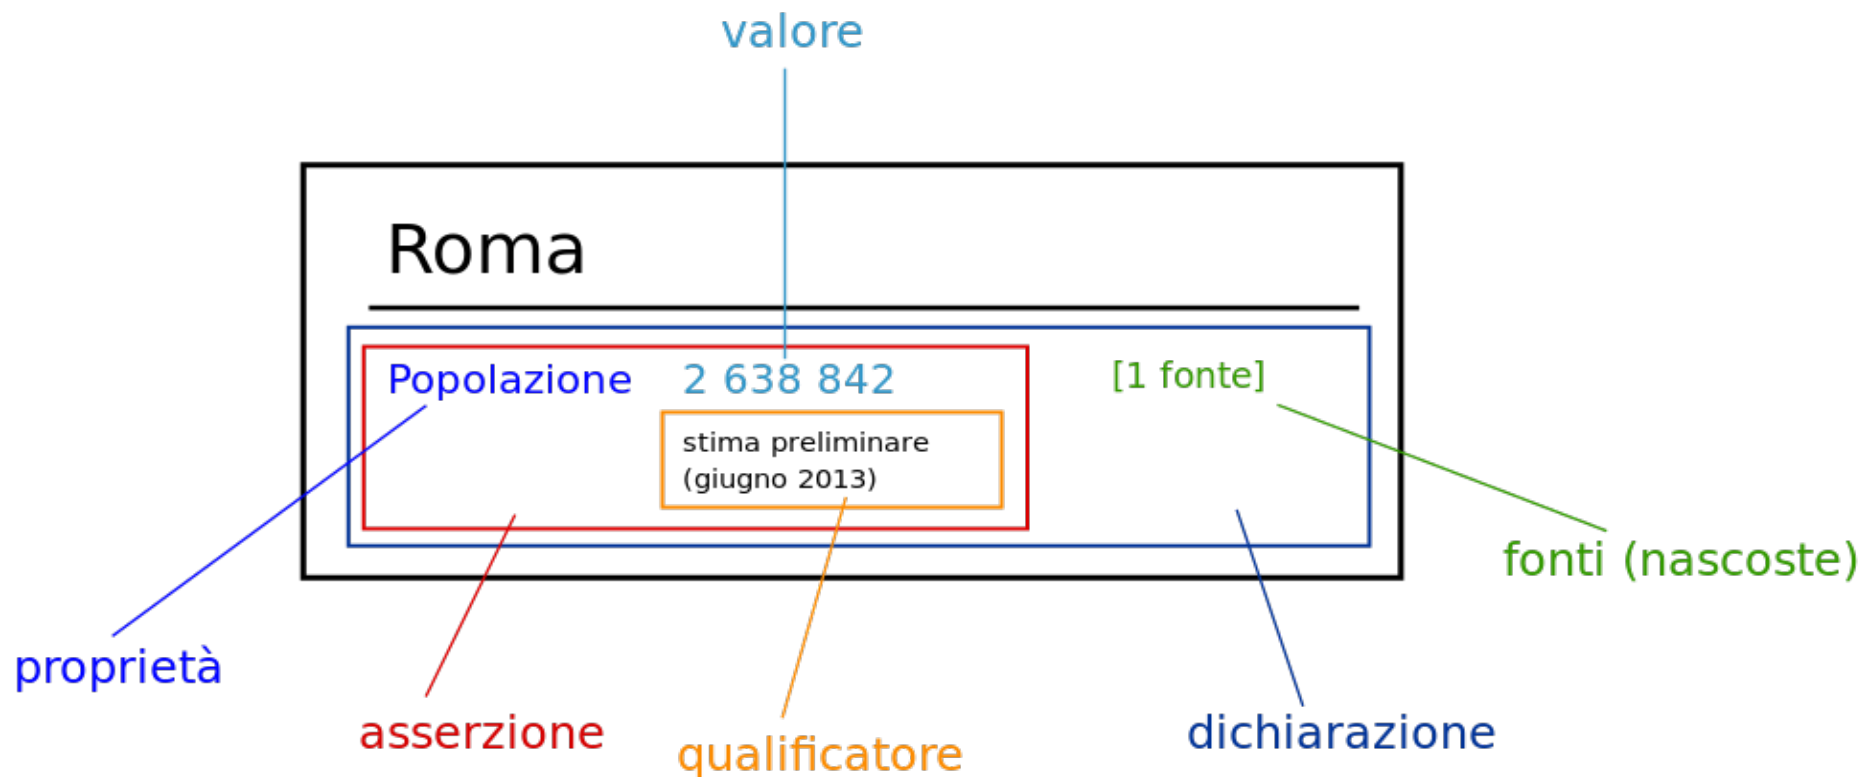 valore
Roma
Popolazione 2 638 842 [1 fonte]
stima preliminare
(giugno 2013)
fonti (nascoste)
proprietà
asserzione
qualificatore
dichiarazione